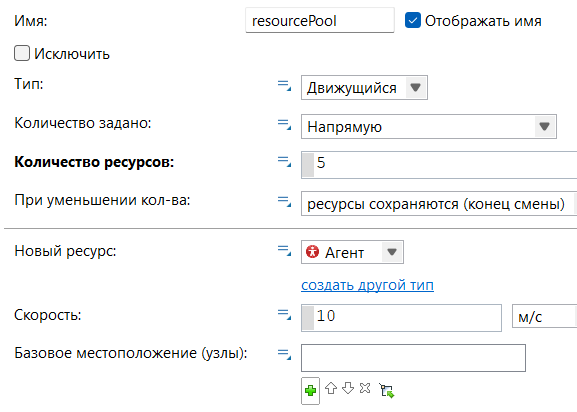 Имя: resourcePool Отображать имя
Исключить
Тип: Движущийся
Количество задано: Напрямую
Количество ресурсов: 5
При уменьшении кол-ва: ресурсы сохраняются (конец смены)
Новый ресурс: Агент
создать другой тип
Скорость: 10 м/с
Базовое местоположение (узлы):